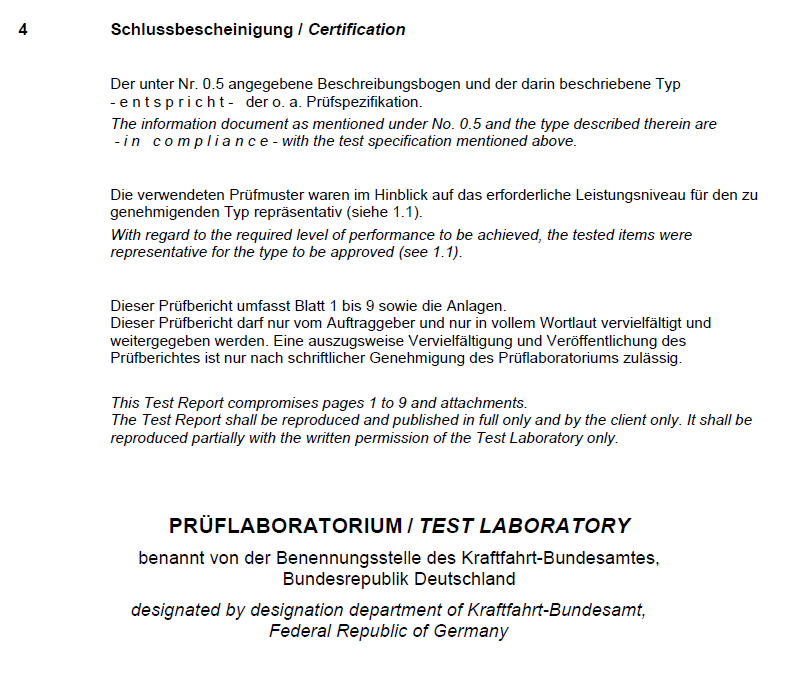 4 Schlussbescheinigung / Certification
Der unter Nr. 0.5 angegebene Beschreibungsbogen und der darin beschriebene Typ
- e n t s p r i c h t - der o. a. Prüfspezifikation.
The information document as mentioned under No. 0.5 and the type described therein are
- i n c o m p l i a n c e - with the test specification mentioned above.
Die verwendeten Prüfmuster waren im Hinblick auf das erforderliche Leistungsniveau für den zu
genehmigenden Typ repräsentativ (siehe 1.1).
With regard to the required level of performance to be achieved, the tested items were
representative for the type to be approved (see 1.1).
Dieser Prüfbericht umfasst Blatt 1 bis 9 sowie die Anlagen.
Dieser Prüfbericht darf nur vom Auftraggeber und nur in vollem Wortlaut vervielfältigt und
weitergegeben werden. Eine auszugsweise Vervielfältigung und Veröffentlichung des
Prüfberichtes ist nur nach schriftlicher Genehmigung des Prüflaboratoriums zulässig.
This Test Report compromises pages 1 to 9 and attachments.
The Test Report shall be reproduced and published in full only and by the client only. It shall be
reproduced partially with the written permission of the Test Laboratory only.
PRÜFLABORATORIUM / TEST LABORATORY
benannt von der Benennungsstelle des Kraftfahrt-Bundesamtes,
Bundesrepublik Deutschland
designated by designation department of Kraftfahrt-Bundesamt,
Federal Republic of Germany